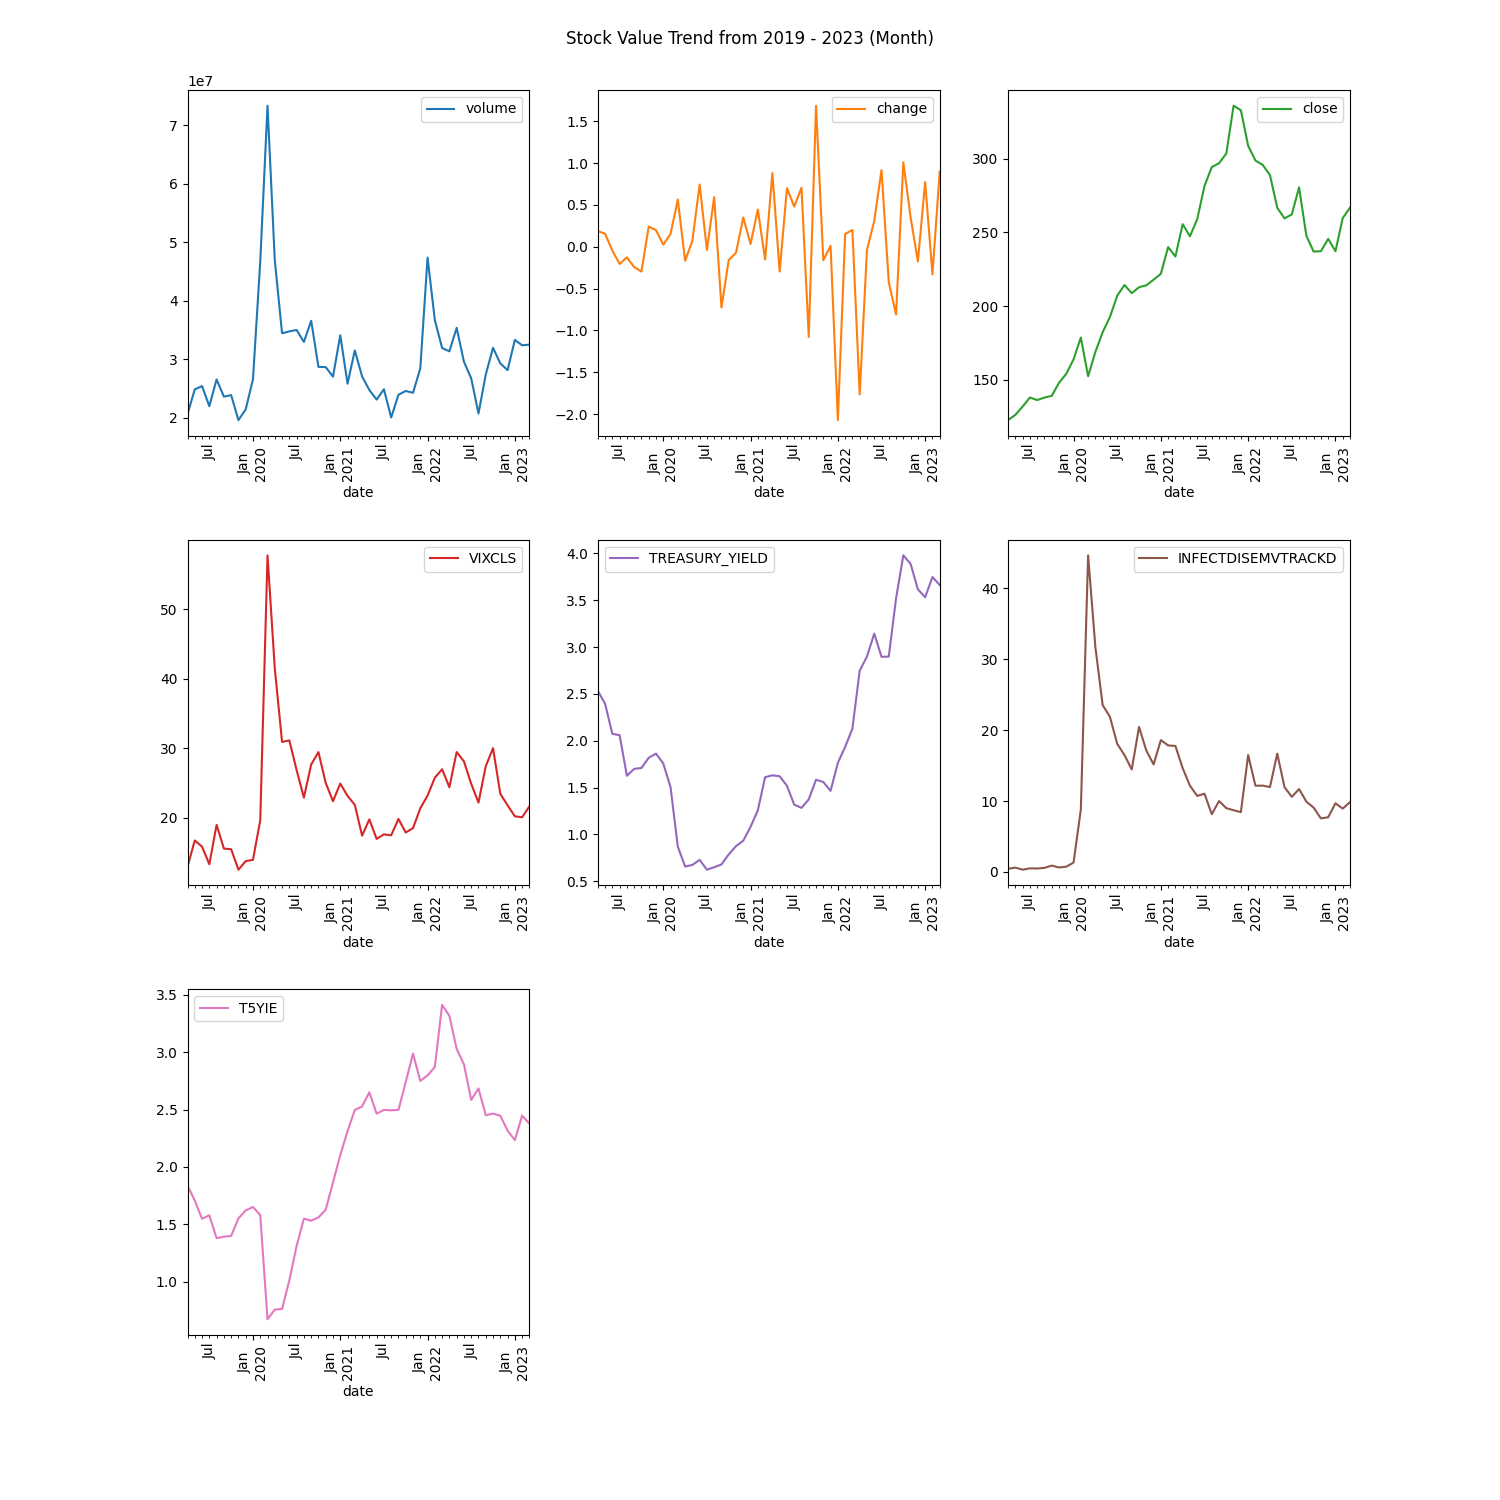 Stock Value Trend from 2019 - 2023 (Month)
1e7
volume
7
6
5
4
3
2
Jul
Jan
2020
Jul
Jan
2021
Jul
Jan
2022
Jul
Jan
2023
date
change
1.5
1.0
0.5
0.0
−0.5
−1.0
−1.5
−2.0
Jul
Jan
2020
Jul
Jan
2021
Jul
Jan
2022
Jul
Jan
2023
date
close
300
250
200
150
Jul
Jan
2020
Jul
Jan
2021
Jul
Jan
2022
Jul
Jan
2023
date
VIXCLS
50
40
30
20
Jul
Jan
2020
Jul
Jan
2021
Jul
Jan
2022
Jul
Jan
2023
date
TREASURY_YIELD
4.0
3.5
3.0
2.5
2.0
1.5
1.0
0.5
Jul
Jan
2020
Jul
Jan
2021
Jul
Jan
2022
Jul
Jan
2023
date
INFECTDISEMVTRACKD
40
30
20
10
0
Jul
Jan
2020
Jul
Jan
2021
Jul
Jan
2022
Jul
Jan
2023
date
T5YIE
3.5
3.0
2.5
2.0
1.5
1.0
Jul
Jan
2020
Jul
Jan
2021
Jul
Jan
2022
Jul
Jan
2023
date